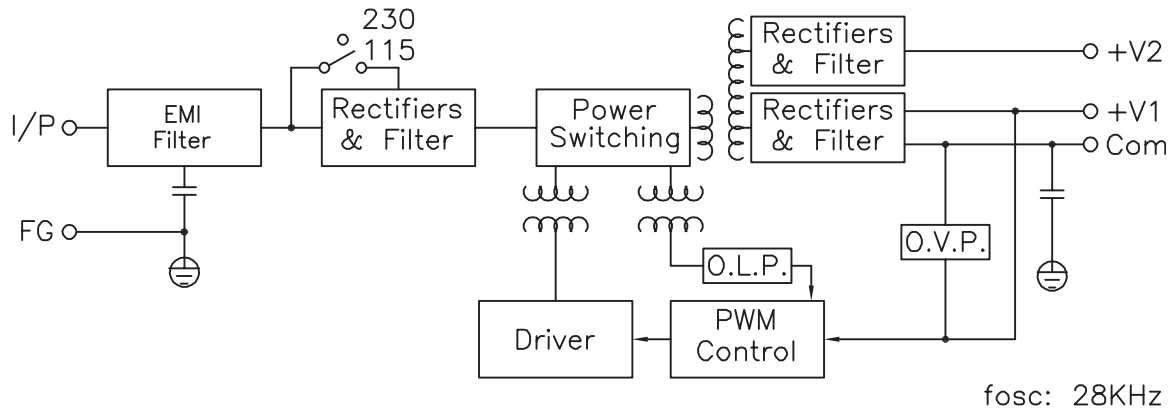 230
115
I/P
EMI
Filter
Rectifiers
& Filter
Power
Switching
Rectifiers
& Filter
+V2
Rectifiers
& Filter
+V1
Com
FG
O.L.P.
O.V.P.
Driver
PWM
Control
fosc: 28KHz